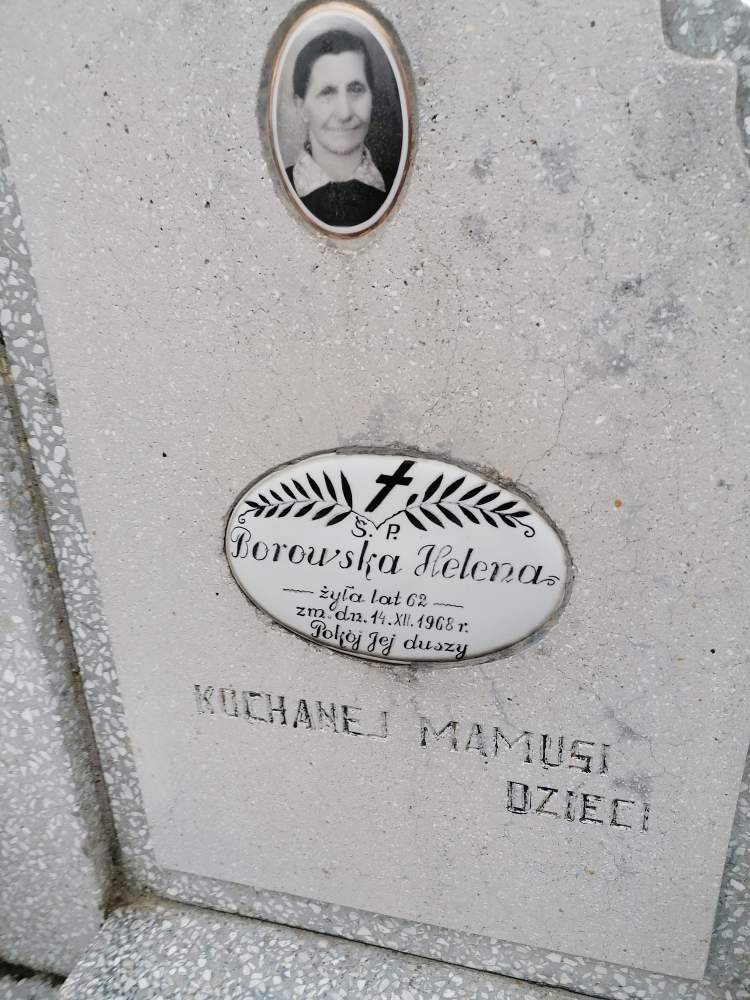 Ś. P.
Borowska Helena
żyła lat 62
zm. dn. 14.XII.1968 r.
Pokój Jej duszy
KOCHANEJ MAMUSI
DZIECI